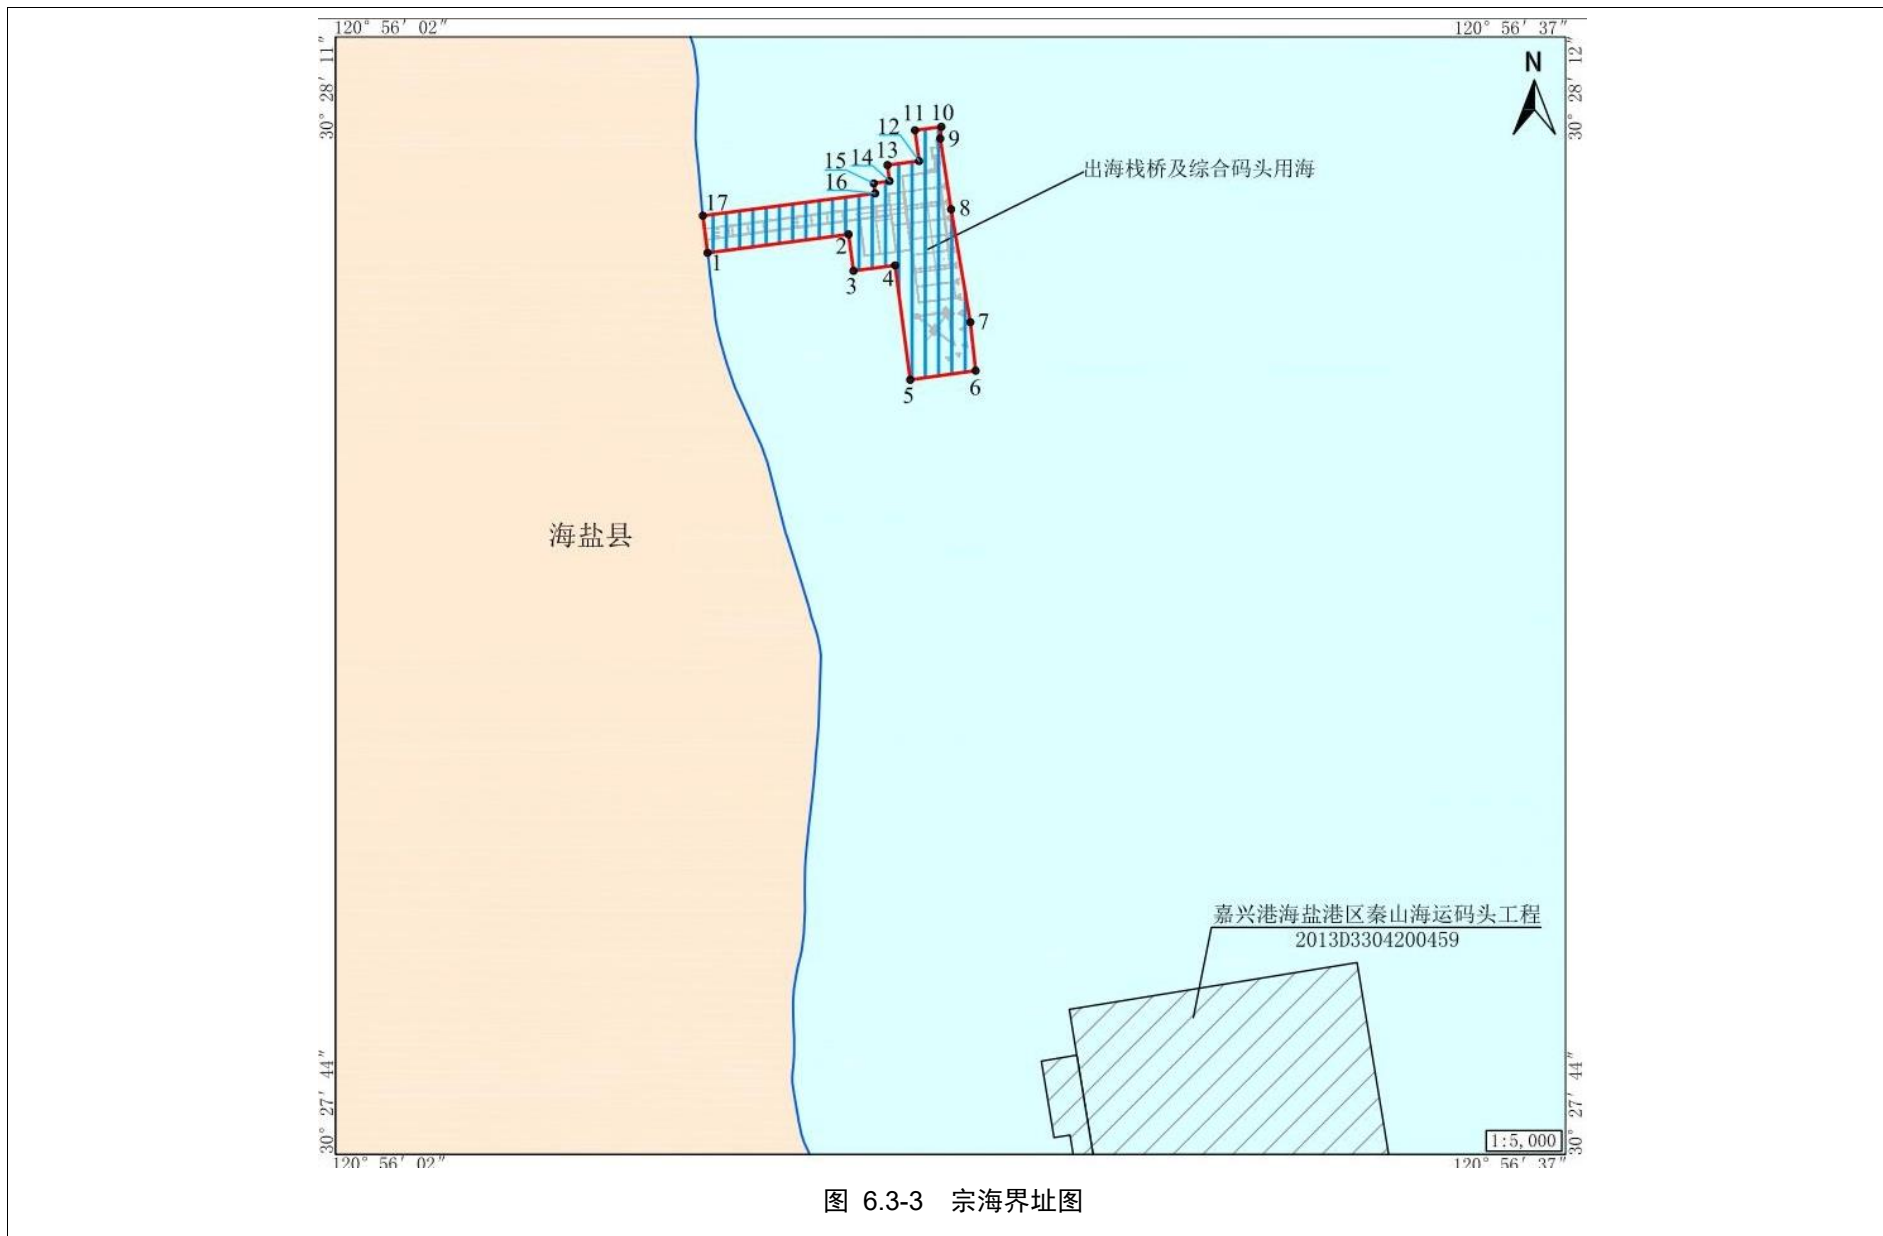 120° 56′ 02″
120° 56′ 37″
30° 28′ 11″
30° 28′ 12″
N
11 10
12
9
13
15 14
16
出海栈桥及综合码头用海
17
8
2
1
3
4
7
5
6
海盐县
嘉兴港海盐港区秦山海运码头工程
2013D3304200459
30° 27′ 44″
30° 27′ 44″
1:5,000
120° 56′ 02″
120° 56′ 37″
图 6.3-3 宗海界址图